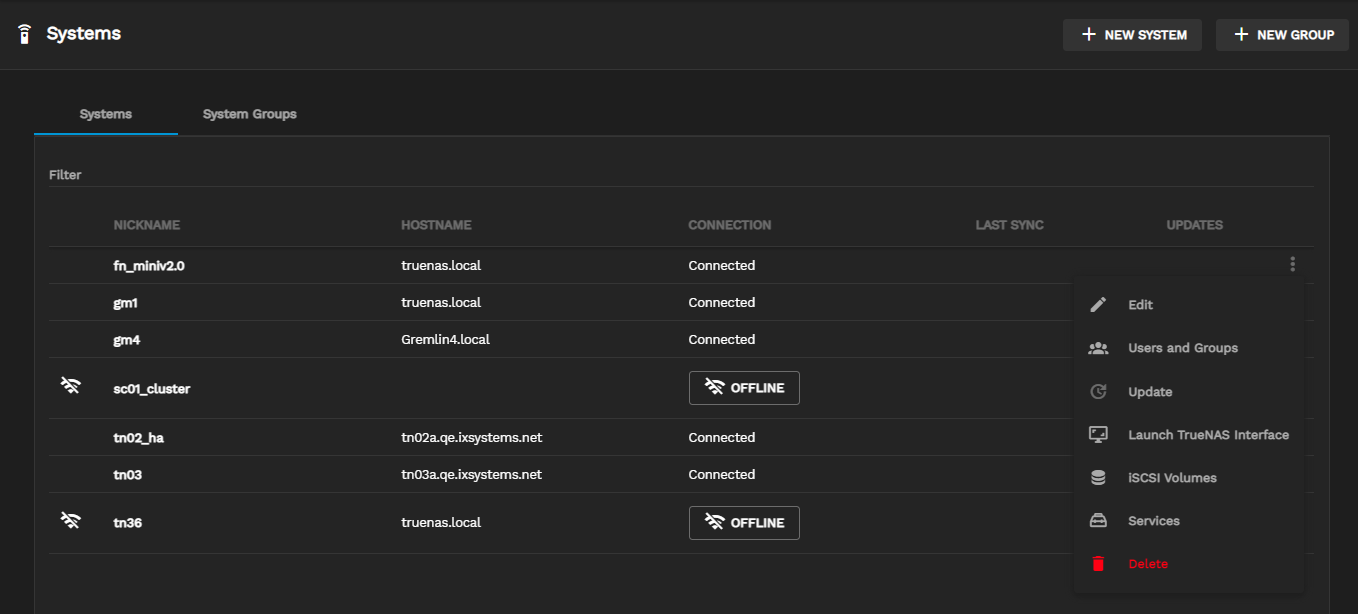 Systems
NEW SYSTEM
NEW GROUP
Systems
System Groups
Filter
NICKNAME HOSTNAME CONNECTION LAST SYNC UPDATES
fn_miniv2.0 truenas.local Connected
gm1 truenas.local Connected
gm4 Gremlin4.local Connected
sc01_cluster OFFLINE
tn02_ha tn02a.qe.ixsystems.net Connected
tn03 tn03a.qe.ixsystems.net Connected
tn36 truenas.local OFFLINE
Edit
Users and Groups
Update
Launch TrueNAS Interface
iSCSI Volumes
Services
Delete